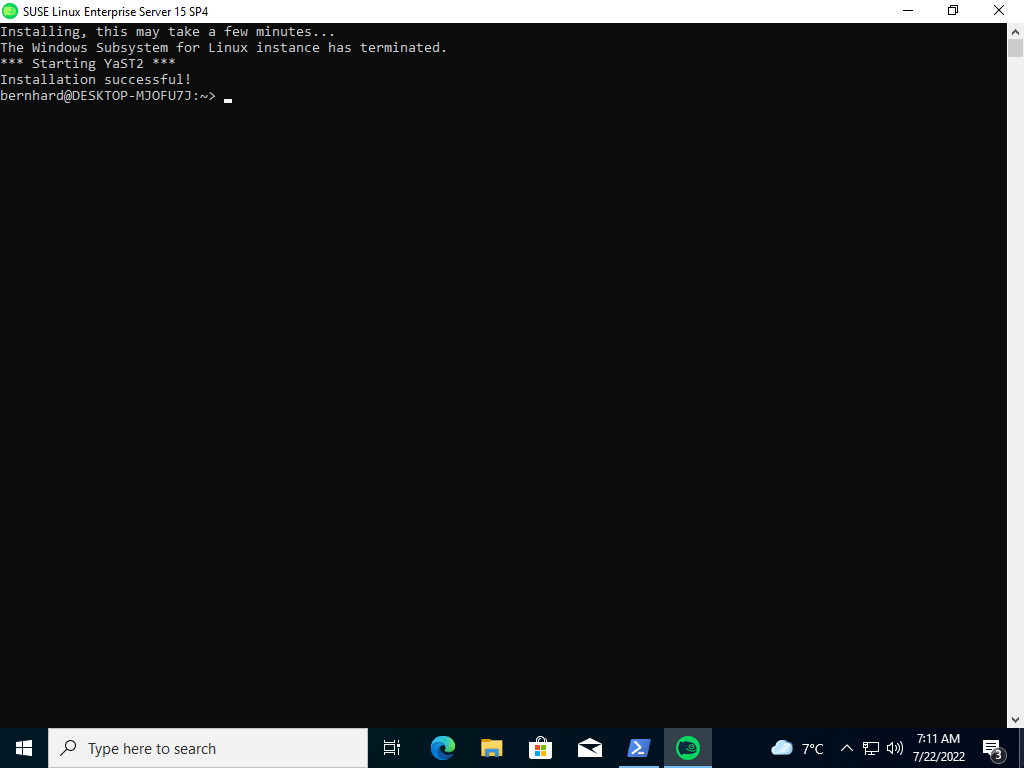 SUSE Linux Enterprise Server 15 SP4
Installing, this may take a few minutes...
The Windows Subsystem for Linux instance has terminated.
*** Starting YaST2 ***
Installation successful!
bernhard@DESKTOP-MJOFU7J:~>
Type here to search
7°C
7:11 AM
7/22/2022
3